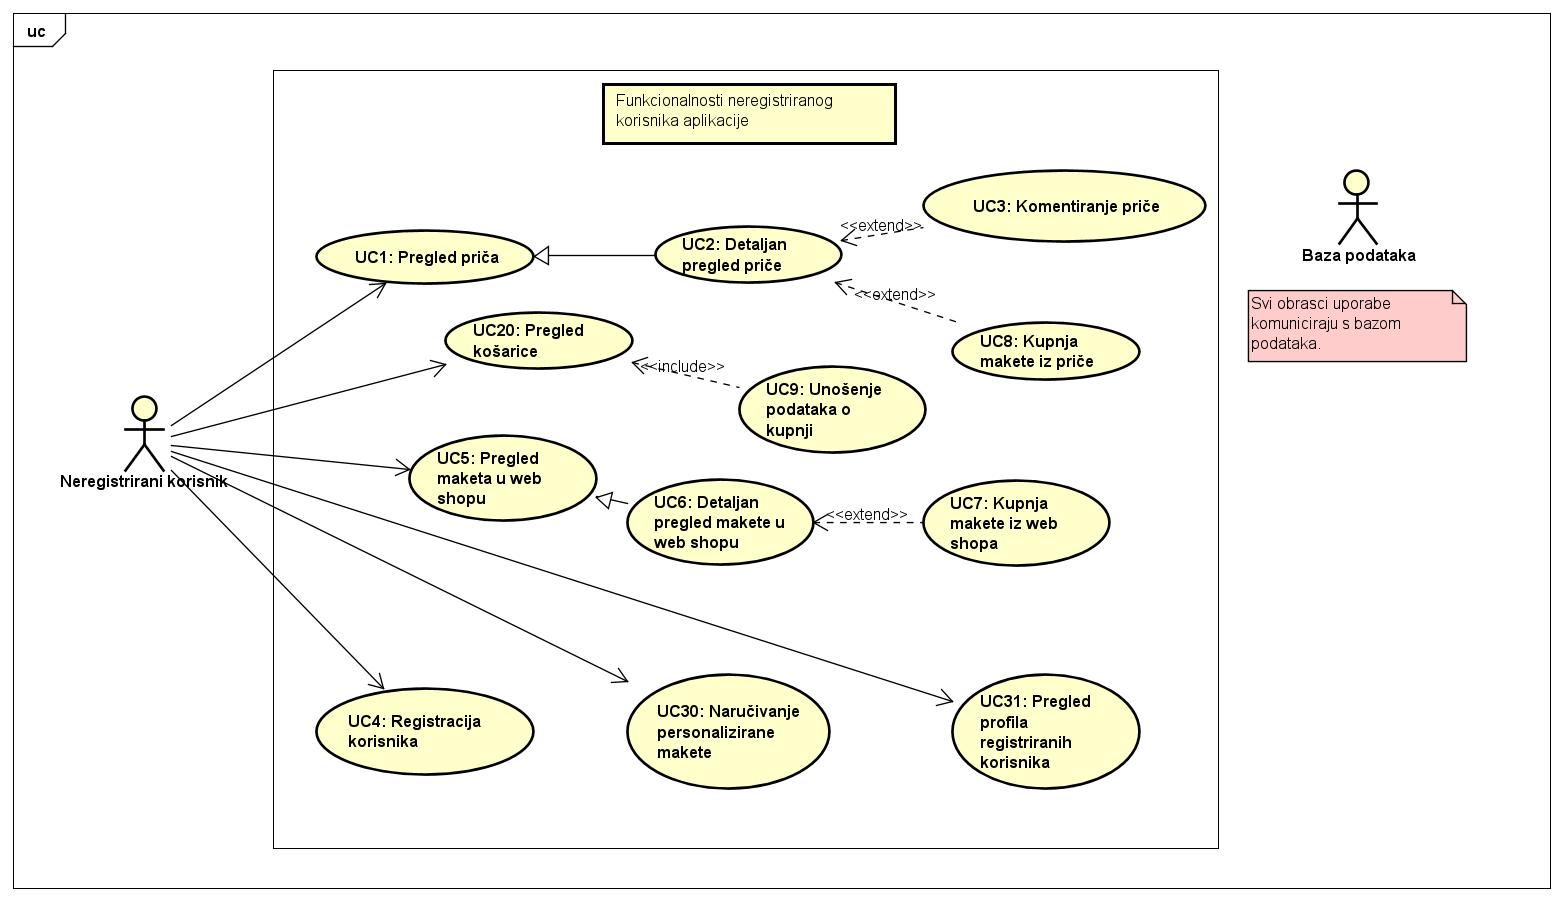 uc
Funkcionalnosti neregistriranog
korisnika aplikacije
UC3: Komentiranje priče
<<extend>>
UC2: Detaljan
pregled priče
UC1: Pregled priča
Baza podataka
<<extend>>
Svi obrasci uporabe
komuniciraju s bazom
podataka.
UC20: Pregled
košarice
UC8: Kupnja
makete iz priče
<<include>>
UC9: Unošenje
podataka o
kupnji
Neregistrirani korisnik
UC5: Pregled
maketa u web
shopu
UC6: Detaljan
pregled makete u
web shopu
<<extend>>
UC7: Kupnja
makete iz web
shopa
UC4: Registracija
korisnika
UC30: Naručivanje
personalizirane
makete
UC31: Pregled
profila
registriranih
korisnika